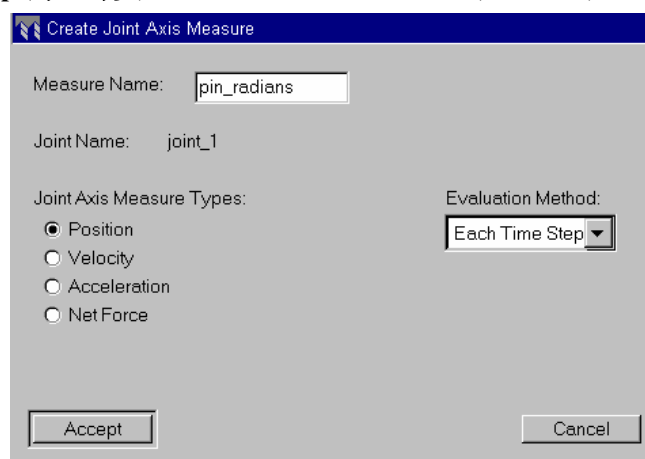 Create Joint Axis Measure
Measure Name: pin_radians
Joint Name: joint_1
Joint Axis Measure Types: Evaluation Method:
Position Each Time Step
Velocity
Acceleration
Net Force
Accept Cancel